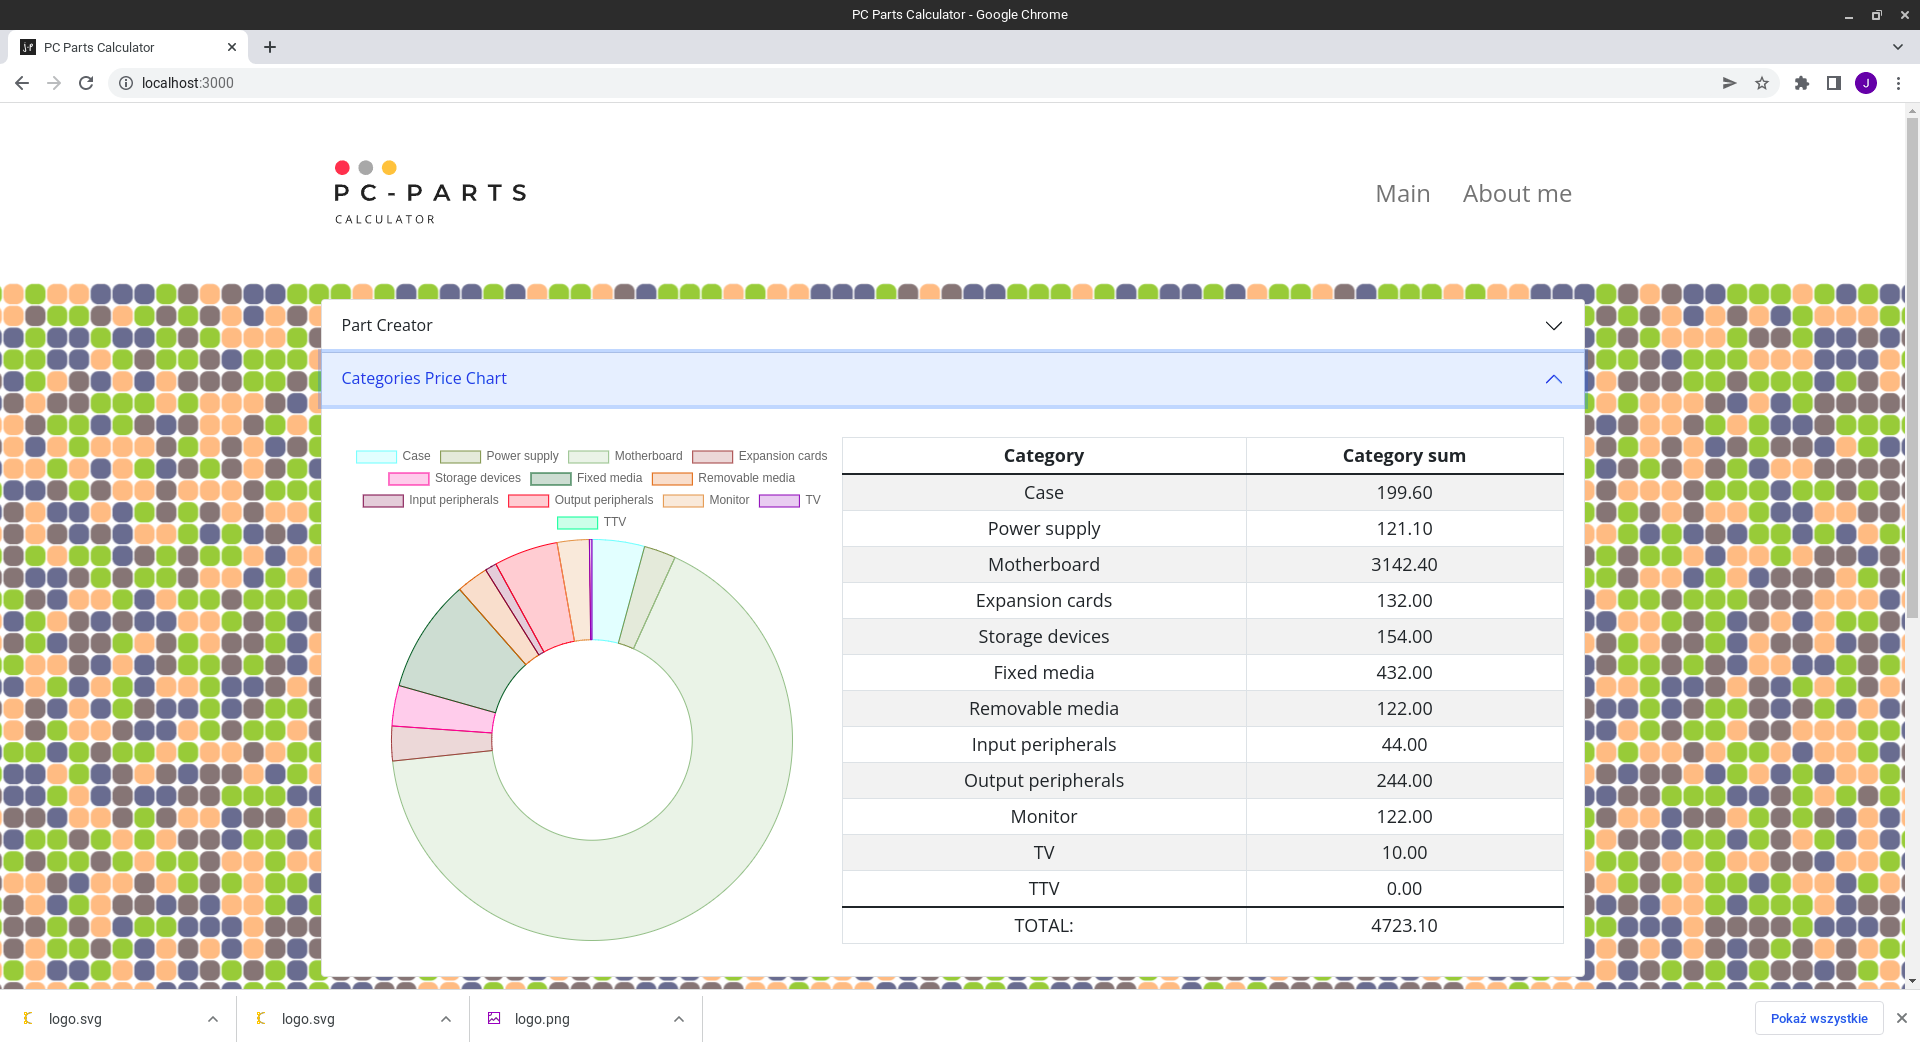 PC Parts Calculator - Google Chrome
PC Parts Calculator
localhost:3000
J
PC-PARTS
CALCULATOR
Main About me
Part Creator
Categories Price Chart
Case Power supply Motherboard Expansion cards
Storage devices Fixed media Removable media
Input peripherals Output peripherals Monitor TV
TTV
Category Category sum
Case 199.60
Power supply 121.10
Motherboard 3142.40
Expansion cards 132.00
Storage devices 154.00
Fixed media 432.00
Removable media 122.00
Input peripherals 44.00
Output peripherals 244.00
Monitor 122.00
TV 10.00
TTV 0.00
TOTAL: 4723.10
logo.svg logo.svg logo.png Pokaż wszystkie